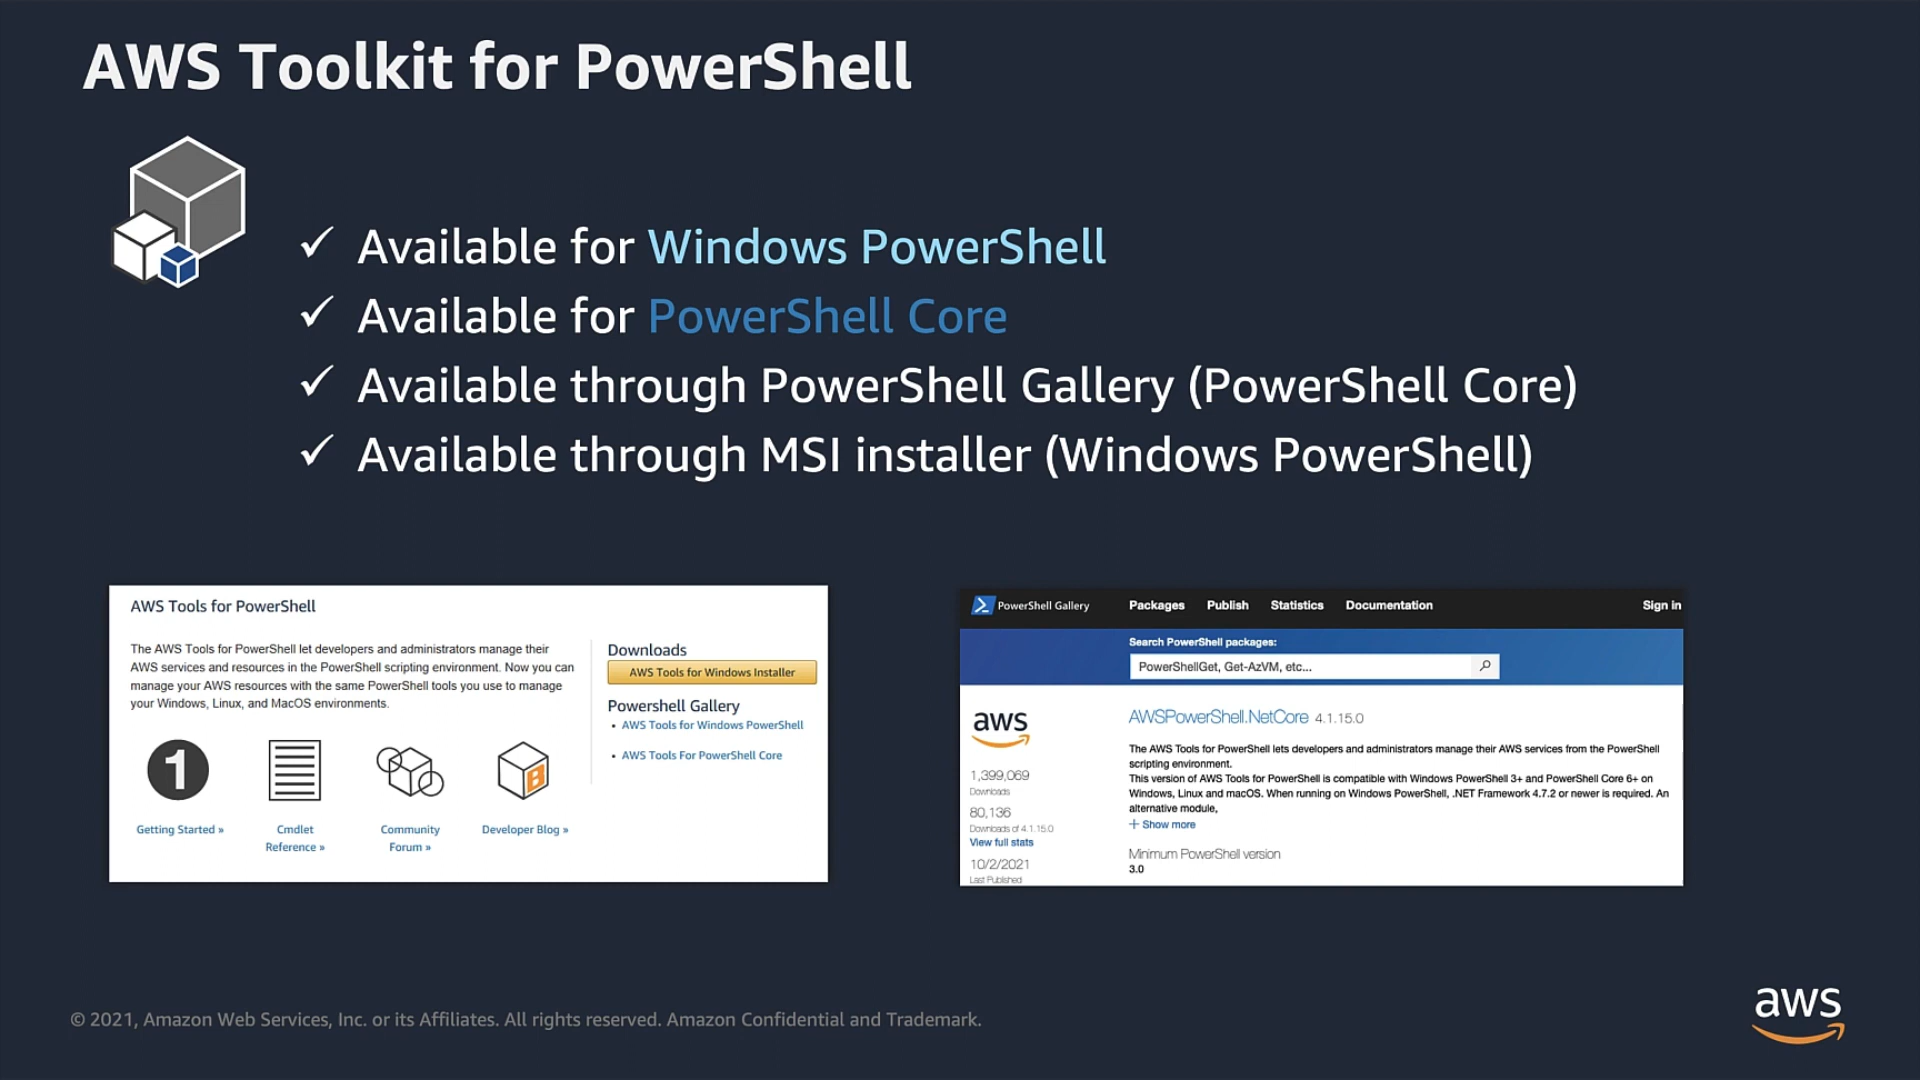 AWS Toolkit for PowerShell
✓ Available for Windows PowerShell
✓ Available for PowerShell Core
✓ Available through PowerShell Gallery (PowerShell Core)
✓ Available through MSI installer (Windows PowerShell)
AWS Tools for PowerShell
The AWS Tools for PowerShell let developers and administrators manage their
AWS services and resources in the PowerShell scripting environment. Now you can
manage your AWS resources with the same PowerShell tools you use to manage
your Windows, Linux, and MacOS environments.
1
B
Getting Started »
Cmdlet
Reference »
Community
Forum »
Developer Blog »
Downloads
AWS Tools for Windows Installer
Powershell Gallery
• AWS Tools for Windows PowerShell
• AWS Tools For PowerShell Core
PowerShell Gallery
Packages Publish Statistics Documentation Sign in
Search PowerShell packages:
PowerShellGet, Get-AzVM, etc...
aws
1,399,069
Downloads
80,136
Downloads of 4.1.15.0
View full stats
10/2/2021
Last Published
AWSPowerShell.NetCore 4.1.15.0
The AWS Tools for PowerShell lets developers and administrators manage their AWS services from the PowerShell
scripting environment.
This version of AWS Tools for PowerShell is compatible with Windows PowerShell 3+ and PowerShell Core 6+ on
Windows, Linux and macOS. When running on Windows PowerShell, .NET Framework 4.7.2 or newer is required. An
alternative module,
+ Show more
Minimum PowerShell version
3.0
© 2021, Amazon Web Services, Inc. or its Affiliates. All rights reserved. Amazon Confidential and Trademark.
aws